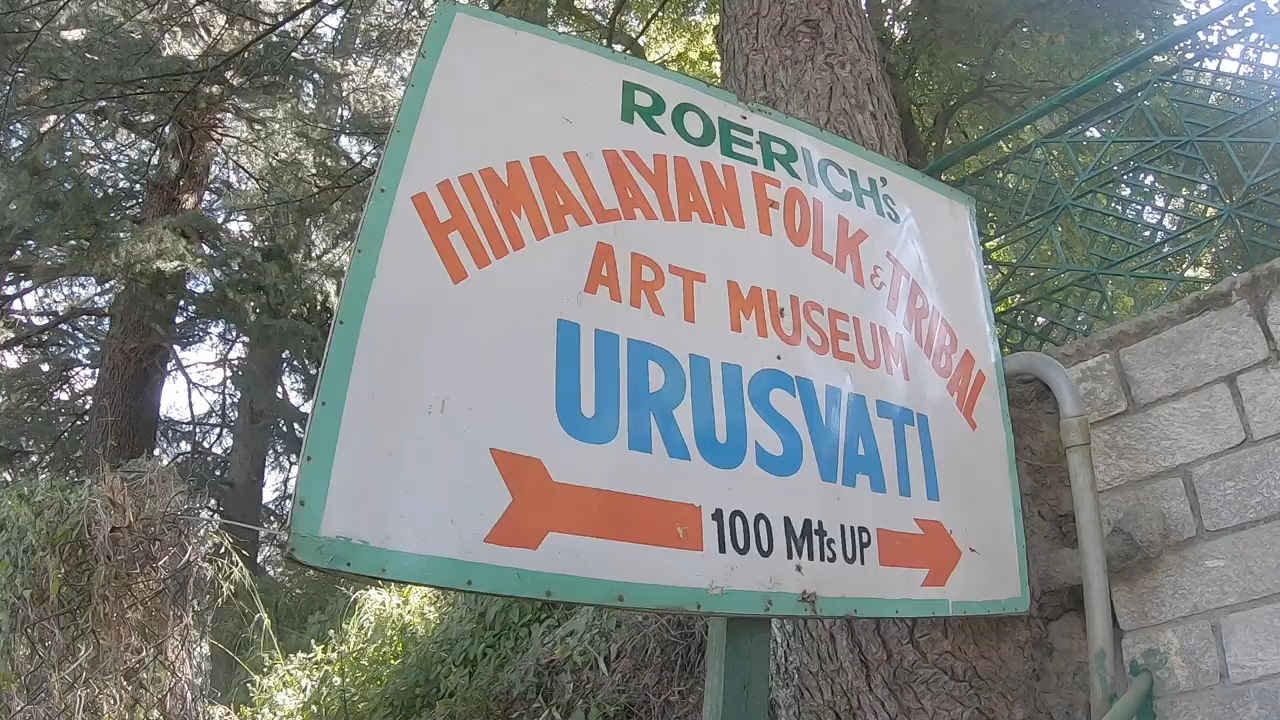 ROERICH's
HIMALAYAN FOLK & TRIBAL
ART MUSEUM
URUSVATI
100 Mts UP